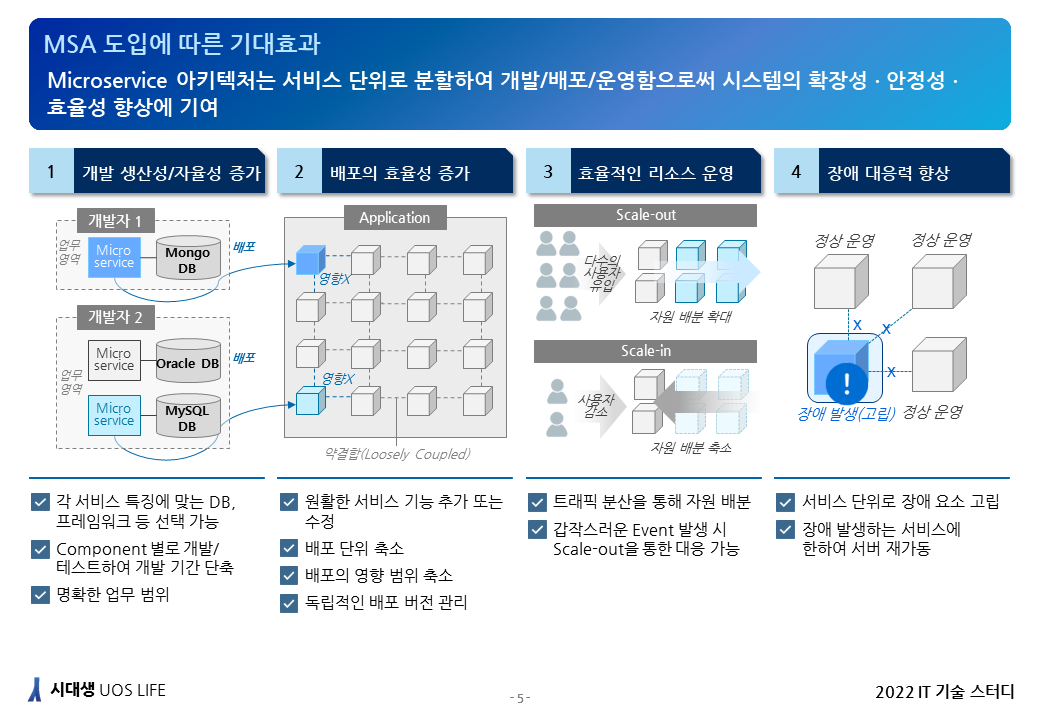 MSA 도입에 따른 기대효과
Microservice 아키텍처는 서비스 단위로 분할하여 개발/배포/운영함으로써 시스템의 확장성 · 안정성 ·
효율성 향상에 기여
1 개발 생산성/자율성 증가
개발자 1
업무
영역
Micro
service
Mongo
DB
배포
개발자 2
업무
영역
Micro
service
Oracle DB
배포
Micro
service
MySQL
DB
각 서비스 특징에 맞는 DB,
프레임워크 등 선택 가능
Component 별로 개발/
테스트하여 개발 기간 단축
명확한 업무 범위
2 배포의 효율성 증가
Application
영향X
영향X
약결합(Loosely Coupled)
원활한 서비스 기능 추가 또는
수정
배포 단위 축소
배포의 영향 범위 축소
독립적인 배포 버전 관리
3 효율적인 리소스 운영
Scale-out
다수의
사용자
유입
자원 배분 확대
Scale-in
사용자
감소
자원 배분 축소
트래픽 분산을 통해 자원 배분
갑작스러운 Event 발생 시
Scale-out을 통한 대응 가능
4 장애 대응력 향상
정상 운영
정상 운영
X
X
X
!
장애 발생(고립)
정상 운영
서비스 단위로 장애 요소 고립
장애 발생하는 서비스에
한하여 서버 재가동
시대생 UOS LIFE
- 5 -
2022 IT 기술 스터디